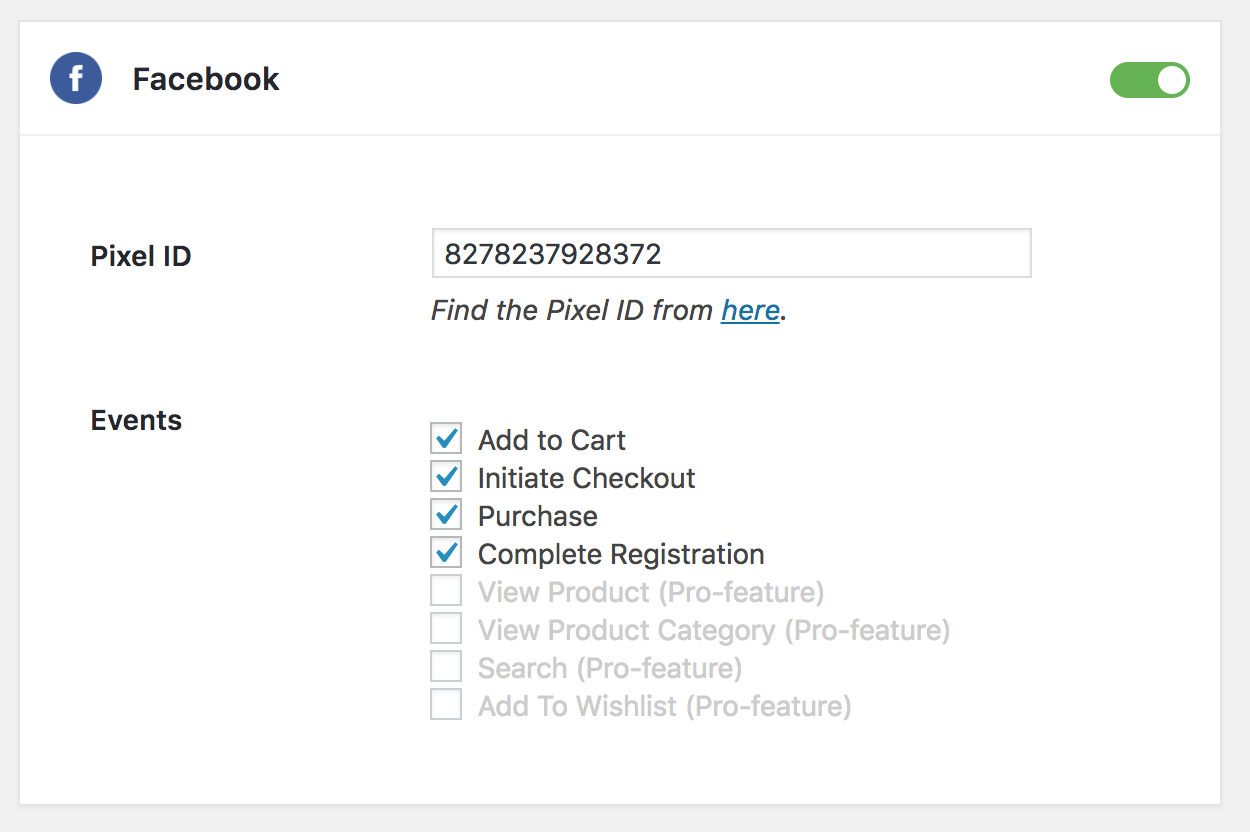 Facebook
Pixel ID
8278237928372
Find the Pixel ID from here.
Events
Add to Cart
Initiate Checkout
Purchase
Complete Registration
View Product (Pro-feature)
View Product Category (Pro-feature)
Search (Pro-feature)
Add To Wishlist (Pro-feature)